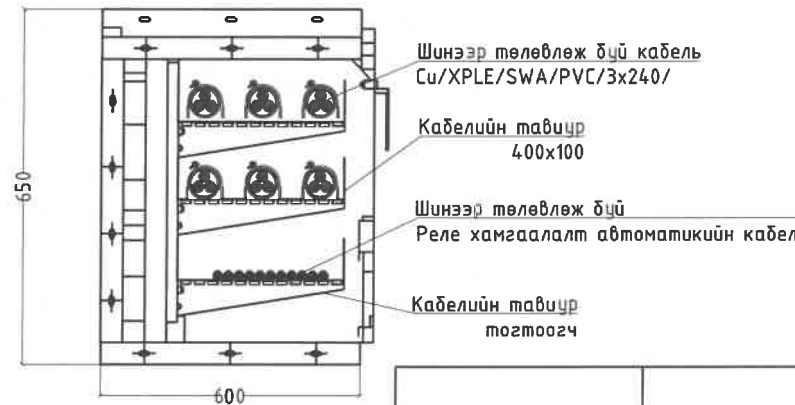 Шинээр төлөвлөж буй кабель
Cu/XPLE/SWA/PVC/3x240/
Кабелийн тавиур
400x100
Шинээр төлөвлөж буй
Реле хамгаалалт автоматикийн кабел
Кабелийн тавиур
тогтоогч
650
600